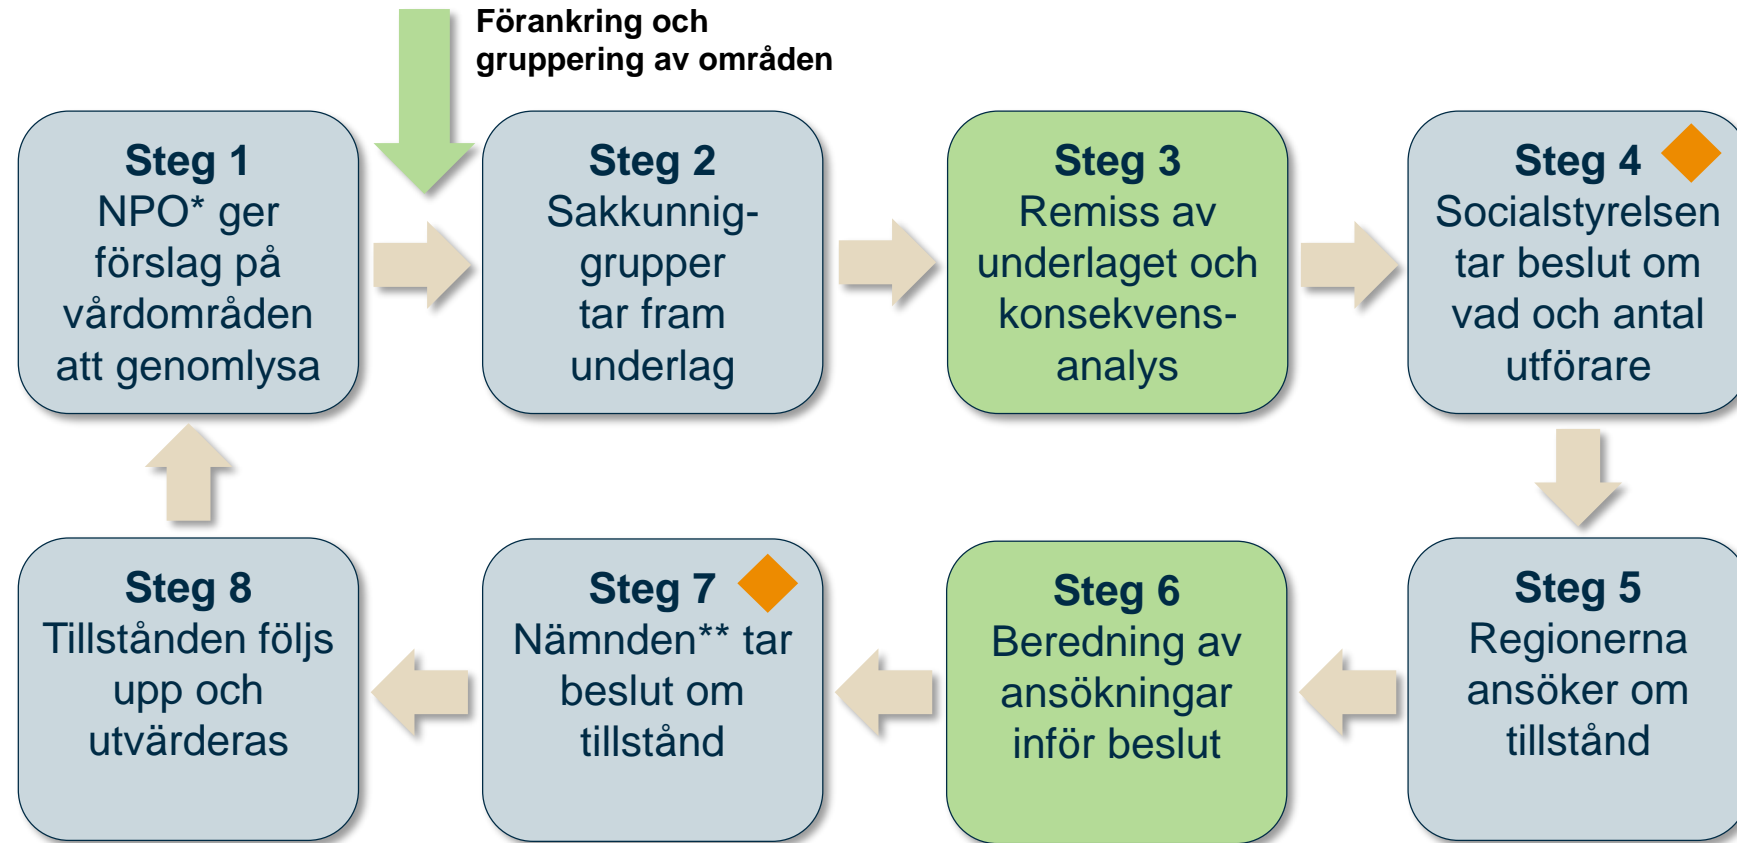 Förankring och
gruppering av områden
Steg 1
NPO* ger
förslag på
vårdområden
att genomlysa
Steg 2
Sakkunnig-
grupper
tar fram
underlag
Steg 3
Remiss av
underlaget och
konsekvens-
analys
Steg 4
Socialstyrelsen
tar beslut om
vad och antal
utförare
Steg 5
Regionerna
ansöker om
tillstånd
Steg 6
Beredning av
ansökningar
inför beslut
Steg 7
Nämnden** tar
beslut om
tillstånd
Steg 8
Tillstånden följs
upp och
utvärderas